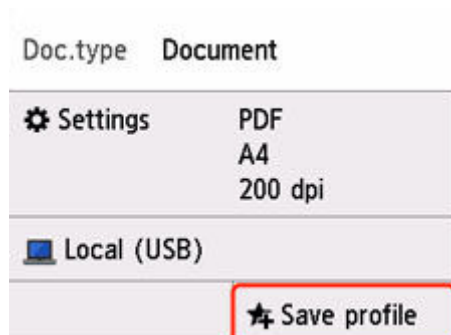 Doc.type Document
Settings PDF
A4
200 dpi
Local (USB)
Save profile